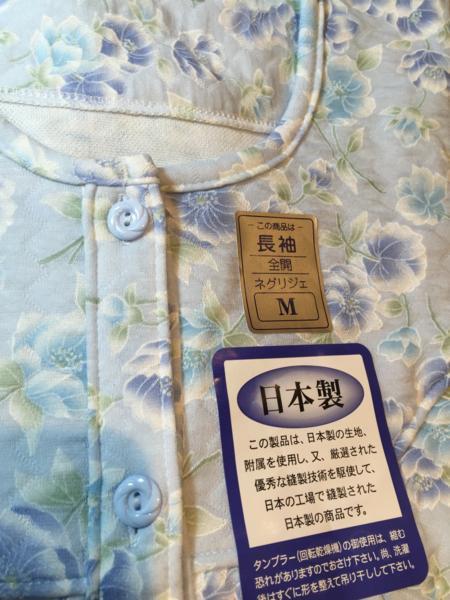 この商品は
長袖
全開
ネグリジェ
M
日本製
この製品は、日本製の生地、
附属を使用し、又、厳選された
優秀な縫製技術を駆使して、
日本の工場で縫製された
日本製の商品です。
タンブラー(回転乾燥機)の御使用は、縮む
恐れがありますのでおさけ下さい。尚、洗濯
後はすぐに形を整えて吊り干しして下さい。